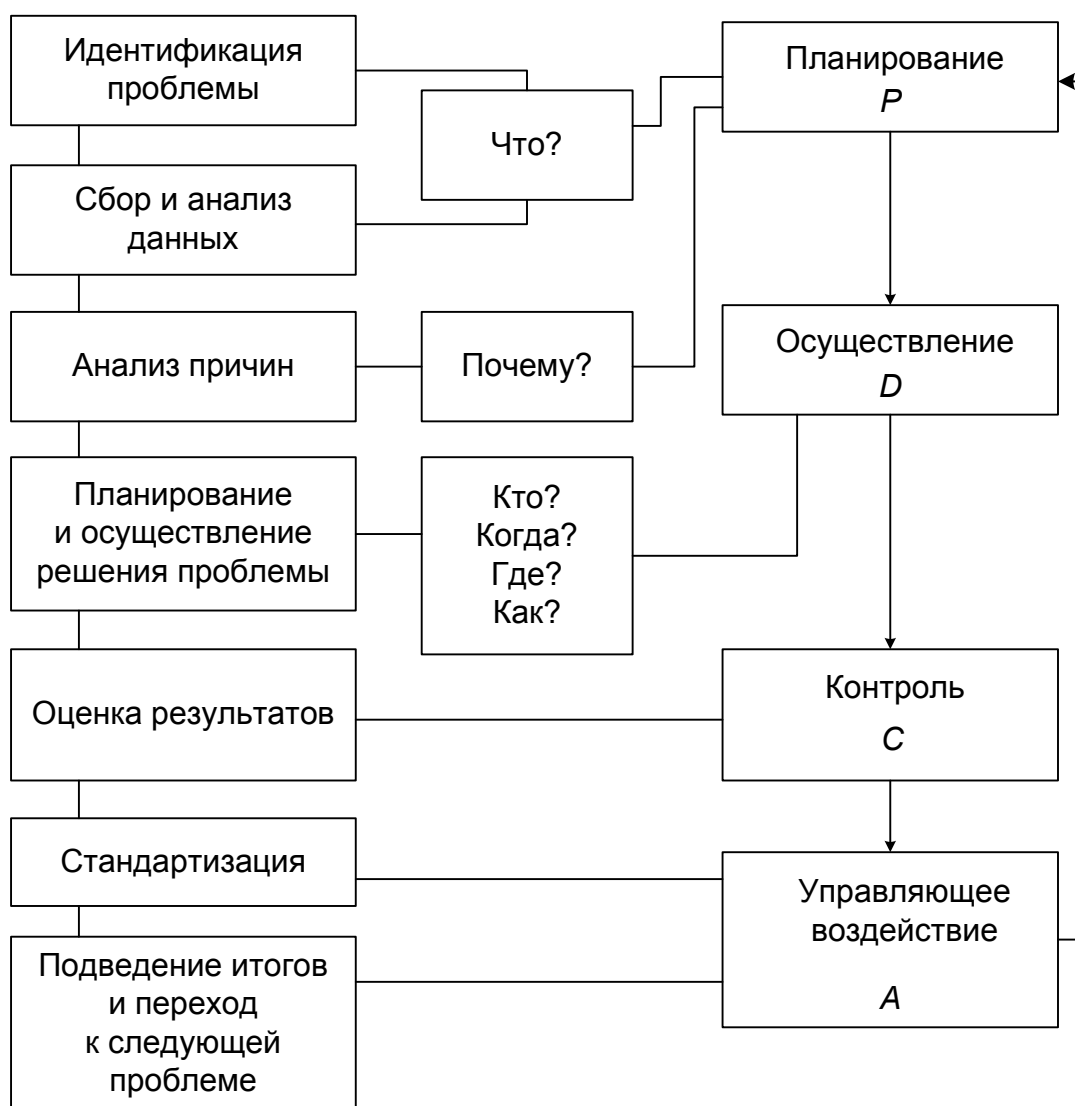 Идентификация
проблемы
Сбор и анализ
данных
Анализ причин
Планирование
и осуществление
решения проблемы
Оценка результатов
Стандартизация
Подведение итогов
и переход
к следующей
проблеме
Что?
Почему?
Кто?
Когда?
Где?
Как?
Планирование
P
Осуществление
D
Контроль
C
Управляющее
воздействие
A